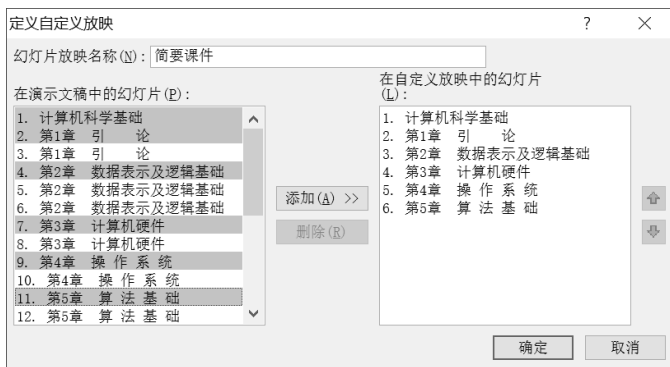 定义自定义放映 ?
幻灯片放映名称(N): 简要课件
在演示文稿中的幻灯片(P):
1. 计算机科学基础
2. 第1章 引 论
3. 第1章 引 论
4. 第2章 数据表示及逻辑基础
5. 第2章 数据表示及逻辑基础
6. 第2章 数据表示及逻辑基础
7. 第3章 计算机硬件
8. 第3章 计算机硬件
9. 第4章 操 作 系 统
10. 第4章 操 作 系 统
11. 第5章 算 法 基 础
12. 第5章 算 法 基 础
添加(A) >>
删除(R)
在自定义放映中的幻灯片
(L):
1. 计算机科学基础
2. 第1章 引 论
3. 第2章 数据表示及逻辑基础
4. 第3章 计算机硬件
5. 第4章 操 作 系 统
6. 第5章 算 法 基 础
确定
取消